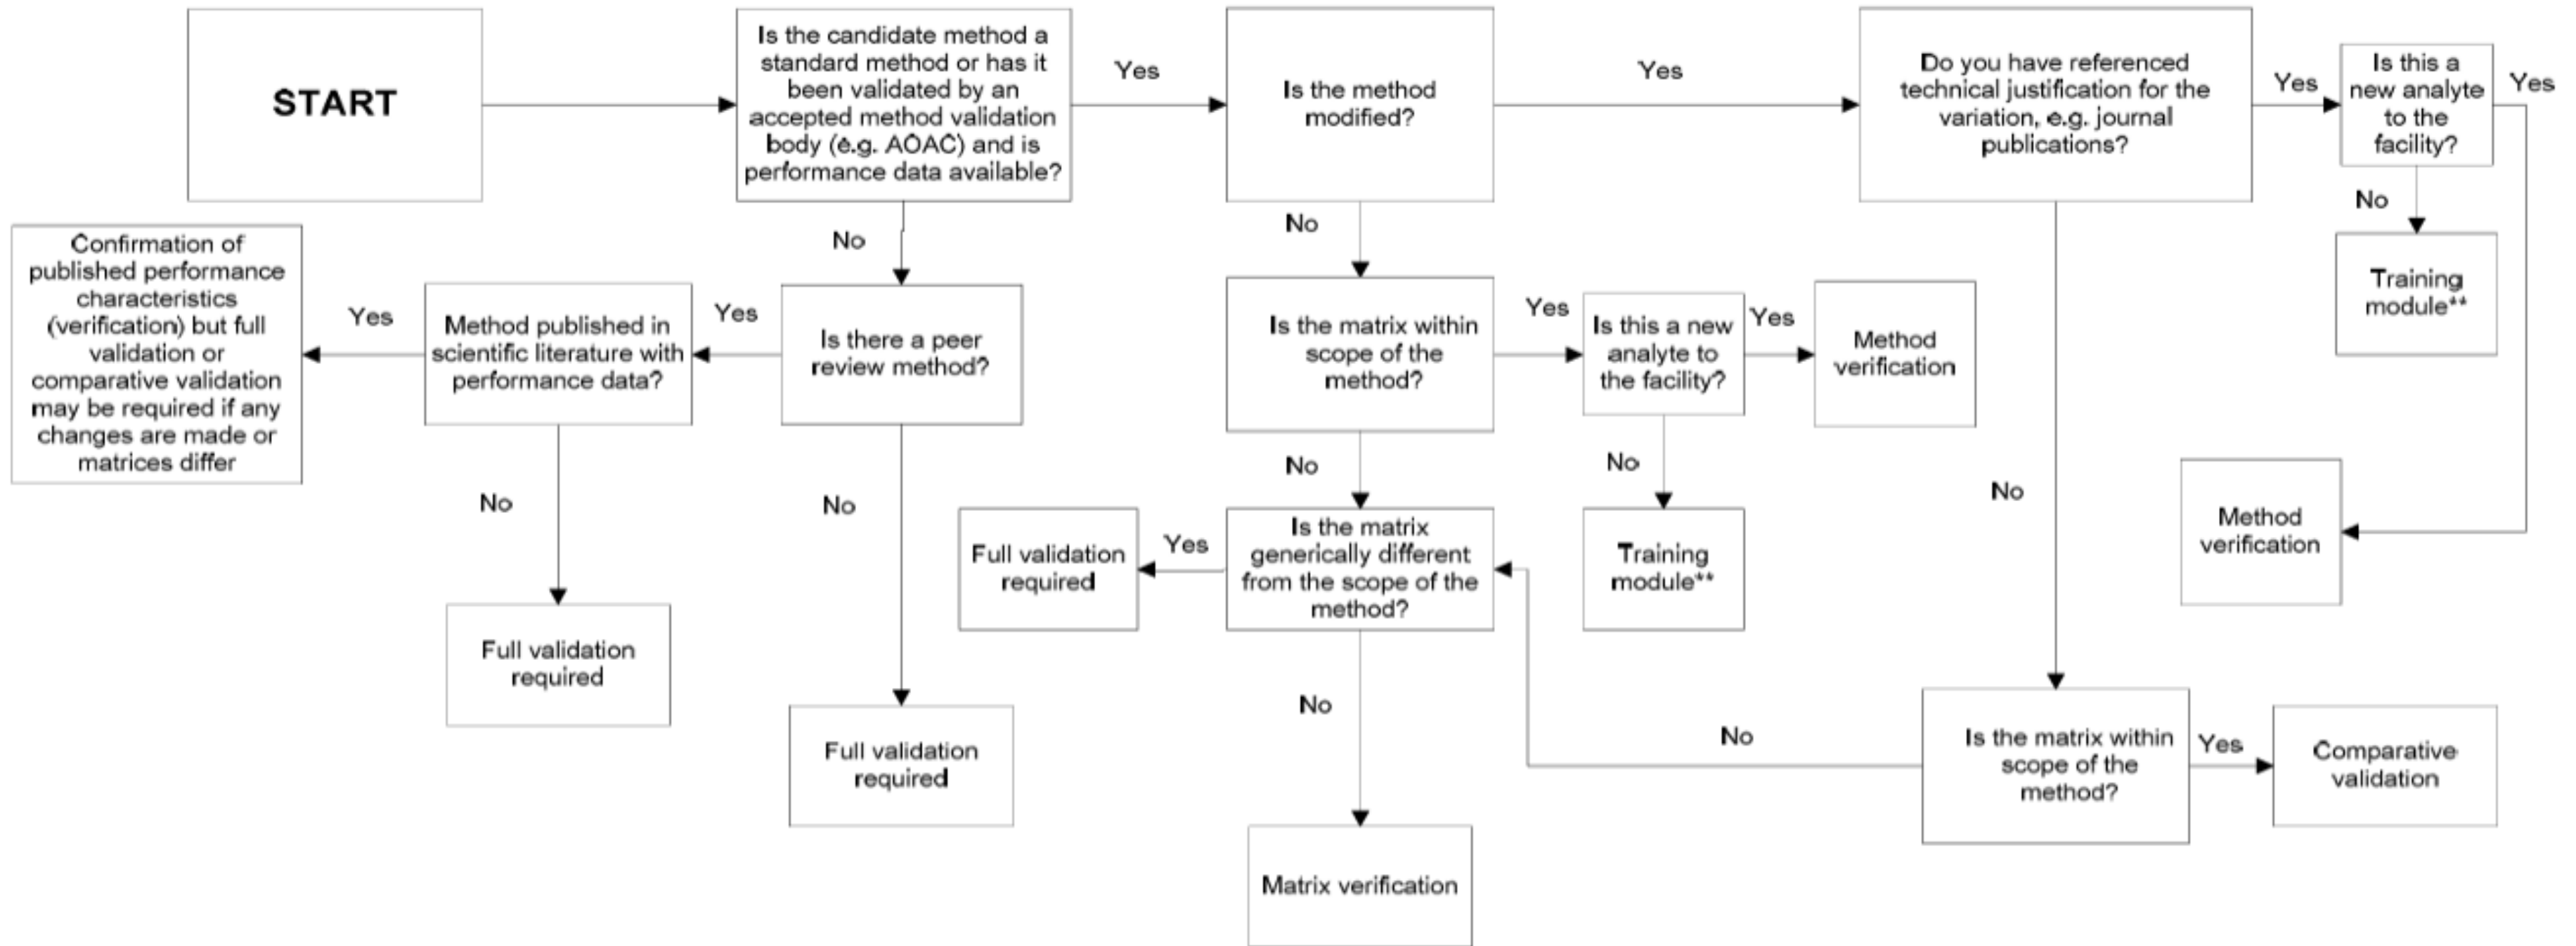 START
Is the candidate method a
standard method or has it
been validated by an
accepted method validation
body (e.g. AOAC) and is
performance data available?
Yes
Is the method
modified?
Yes
Do you have referenced
technical justification for the
variation, e.g. journal
publications?
Yes
Is this a
new analyte
to the
facility?
Yes
No
Training
module**
Method
verification
No
No
No
Confirmation of
published performance
characteristics
(verification) but full
validation or
comparative validation
may be required if any
changes are made or
matrices differ
Yes
Method published in
scientific literature with
performance data?
Yes
Is there a peer
review method?
Is the matrix within
scope of the
method?
Yes
Is this a new
analyte to
the facility?
Yes
Method
verification
No
Full validation
required
No
Full validation
required
No
Full validation
required
Yes
Is the matrix
generically different
from the scope of the
method?
No
Training
module**
No
Matrix verification
No
Is the matrix within
scope of the
method?
Yes
Comparative
validation